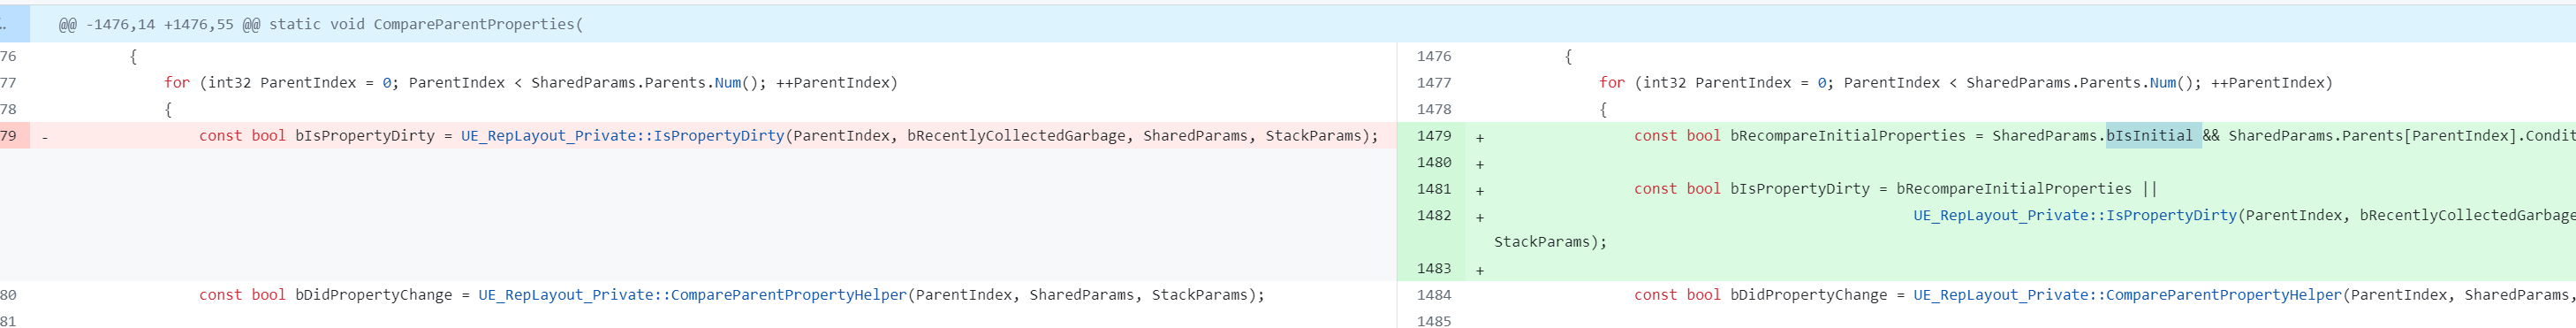 @@ -1476,14 +1476,55 @@ static void CompareParentProperties(
76 {
77 for (int32 ParentIndex = 0; ParentIndex < SharedParams.Parents.Num(); ++ParentIndex)
78 {
79 - const bool bIsPropertyDirty = UE_RepLayout_Private::IsPropertyDirty(ParentIndex, bRecentlyCollectedGarbage, SharedParams, StackParams);
80 const bool bDidPropertyChange = UE_RepLayout_Private::CompareParentPropertyHelper(ParentIndex, SharedParams, StackParams);
81
1476 {
1477 for (int32 ParentIndex = 0; ParentIndex < SharedParams.Parents.Num(); ++ParentIndex)
1478 {
1479 + const bool bRecompareInitialProperties = SharedParams.bIsInitial && SharedParams.Parents[ParentIndex].Condit
1480 +
1481 + const bool bIsPropertyDirty = bRecompareInitialProperties ||
1482 + UE_RepLayout_Private::IsPropertyDirty(ParentIndex, bRecentlyCollectedGarbage
StackParams);
1483 +
1484 const bool bDidPropertyChange = UE_RepLayout_Private::CompareParentPropertyHelper(ParentIndex, SharedParams,
1485